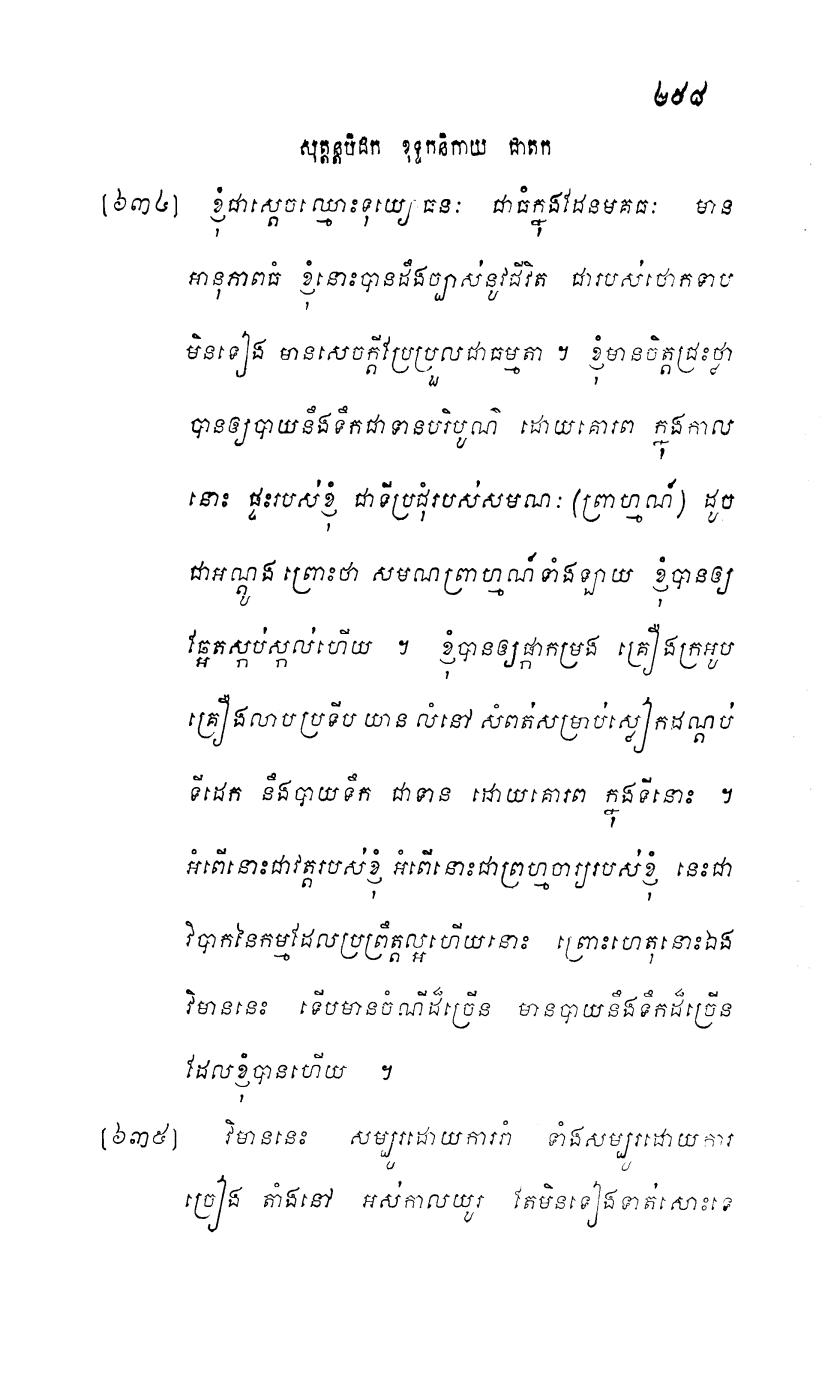 ២៩៨
សុត្តន្តបិដក ខុទ្ទកនិកាយ ជាតក
[៦៣៤] ខ្ញុំជាស្តេចឈ្មោះទុយ្យោធនៈ ជាធំក្នុងដែនមគធៈ មាន
អានុភាពធំ ខ្ញុំនោះបានដឹងច្បាស់នូវជីវិត ជារបស់ថោកទាប
មិនទៀង មានសេចក្តីប្រែប្រួលជាធម្មតា ។ ខ្ញុំមានចិត្តជ្រះថ្លា
បានឲ្យបាយនឹងទឹកជាទានបរិបូណ៌ ដោយគោរព ក្នុងកាល
នោះ ផ្ទះរបស់ខ្ញុំ ជាទីប្រជុំរបស់សមណៈ (ព្រាហ្មណ៍) ដូច
ជាអណ្តូង ព្រោះថា សមណព្រាហ្មណ៍ទាំងឡាយ ខ្ញុំបានឲ្យ
ឆ្អែតស្កប់ស្កល់ហើយ ។ ខ្ញុំបានឲ្យផ្កាកម្រង គ្រឿងក្រអូប
គ្រឿងលាបប្រទីប យាន លំនៅ សំពត់សម្រាប់ស្លៀកដណ្តប់
ទីដេក នឹងបាយទឹក ជាទាន ដោយគោរព ក្នុងទីនោះ ។
អំពើនោះជាវត្តរបស់ខ្ញុំ អំពើនោះជាព្រហ្មចារ្យរបស់ខ្ញុំ នេះជា
វិបាកនៃកម្មដែលប្រព្រឹត្តល្អហើយនោះ ព្រោះហេតុនោះឯង
វិមាននេះ ទើបមានចំណីដ៏ច្រើន មានបាយនឹងទឹកដ៏ច្រើន
ដែលខ្ញុំបានហើយ ។
[៦៣៥] វិមាននេះ សម្បូរដោយការរាំ ទាំងសម្បូរដោយការ
ច្រៀង តាំងនៅ អស់កាលយូរ តែមិនទៀងទាត់សោះទេ